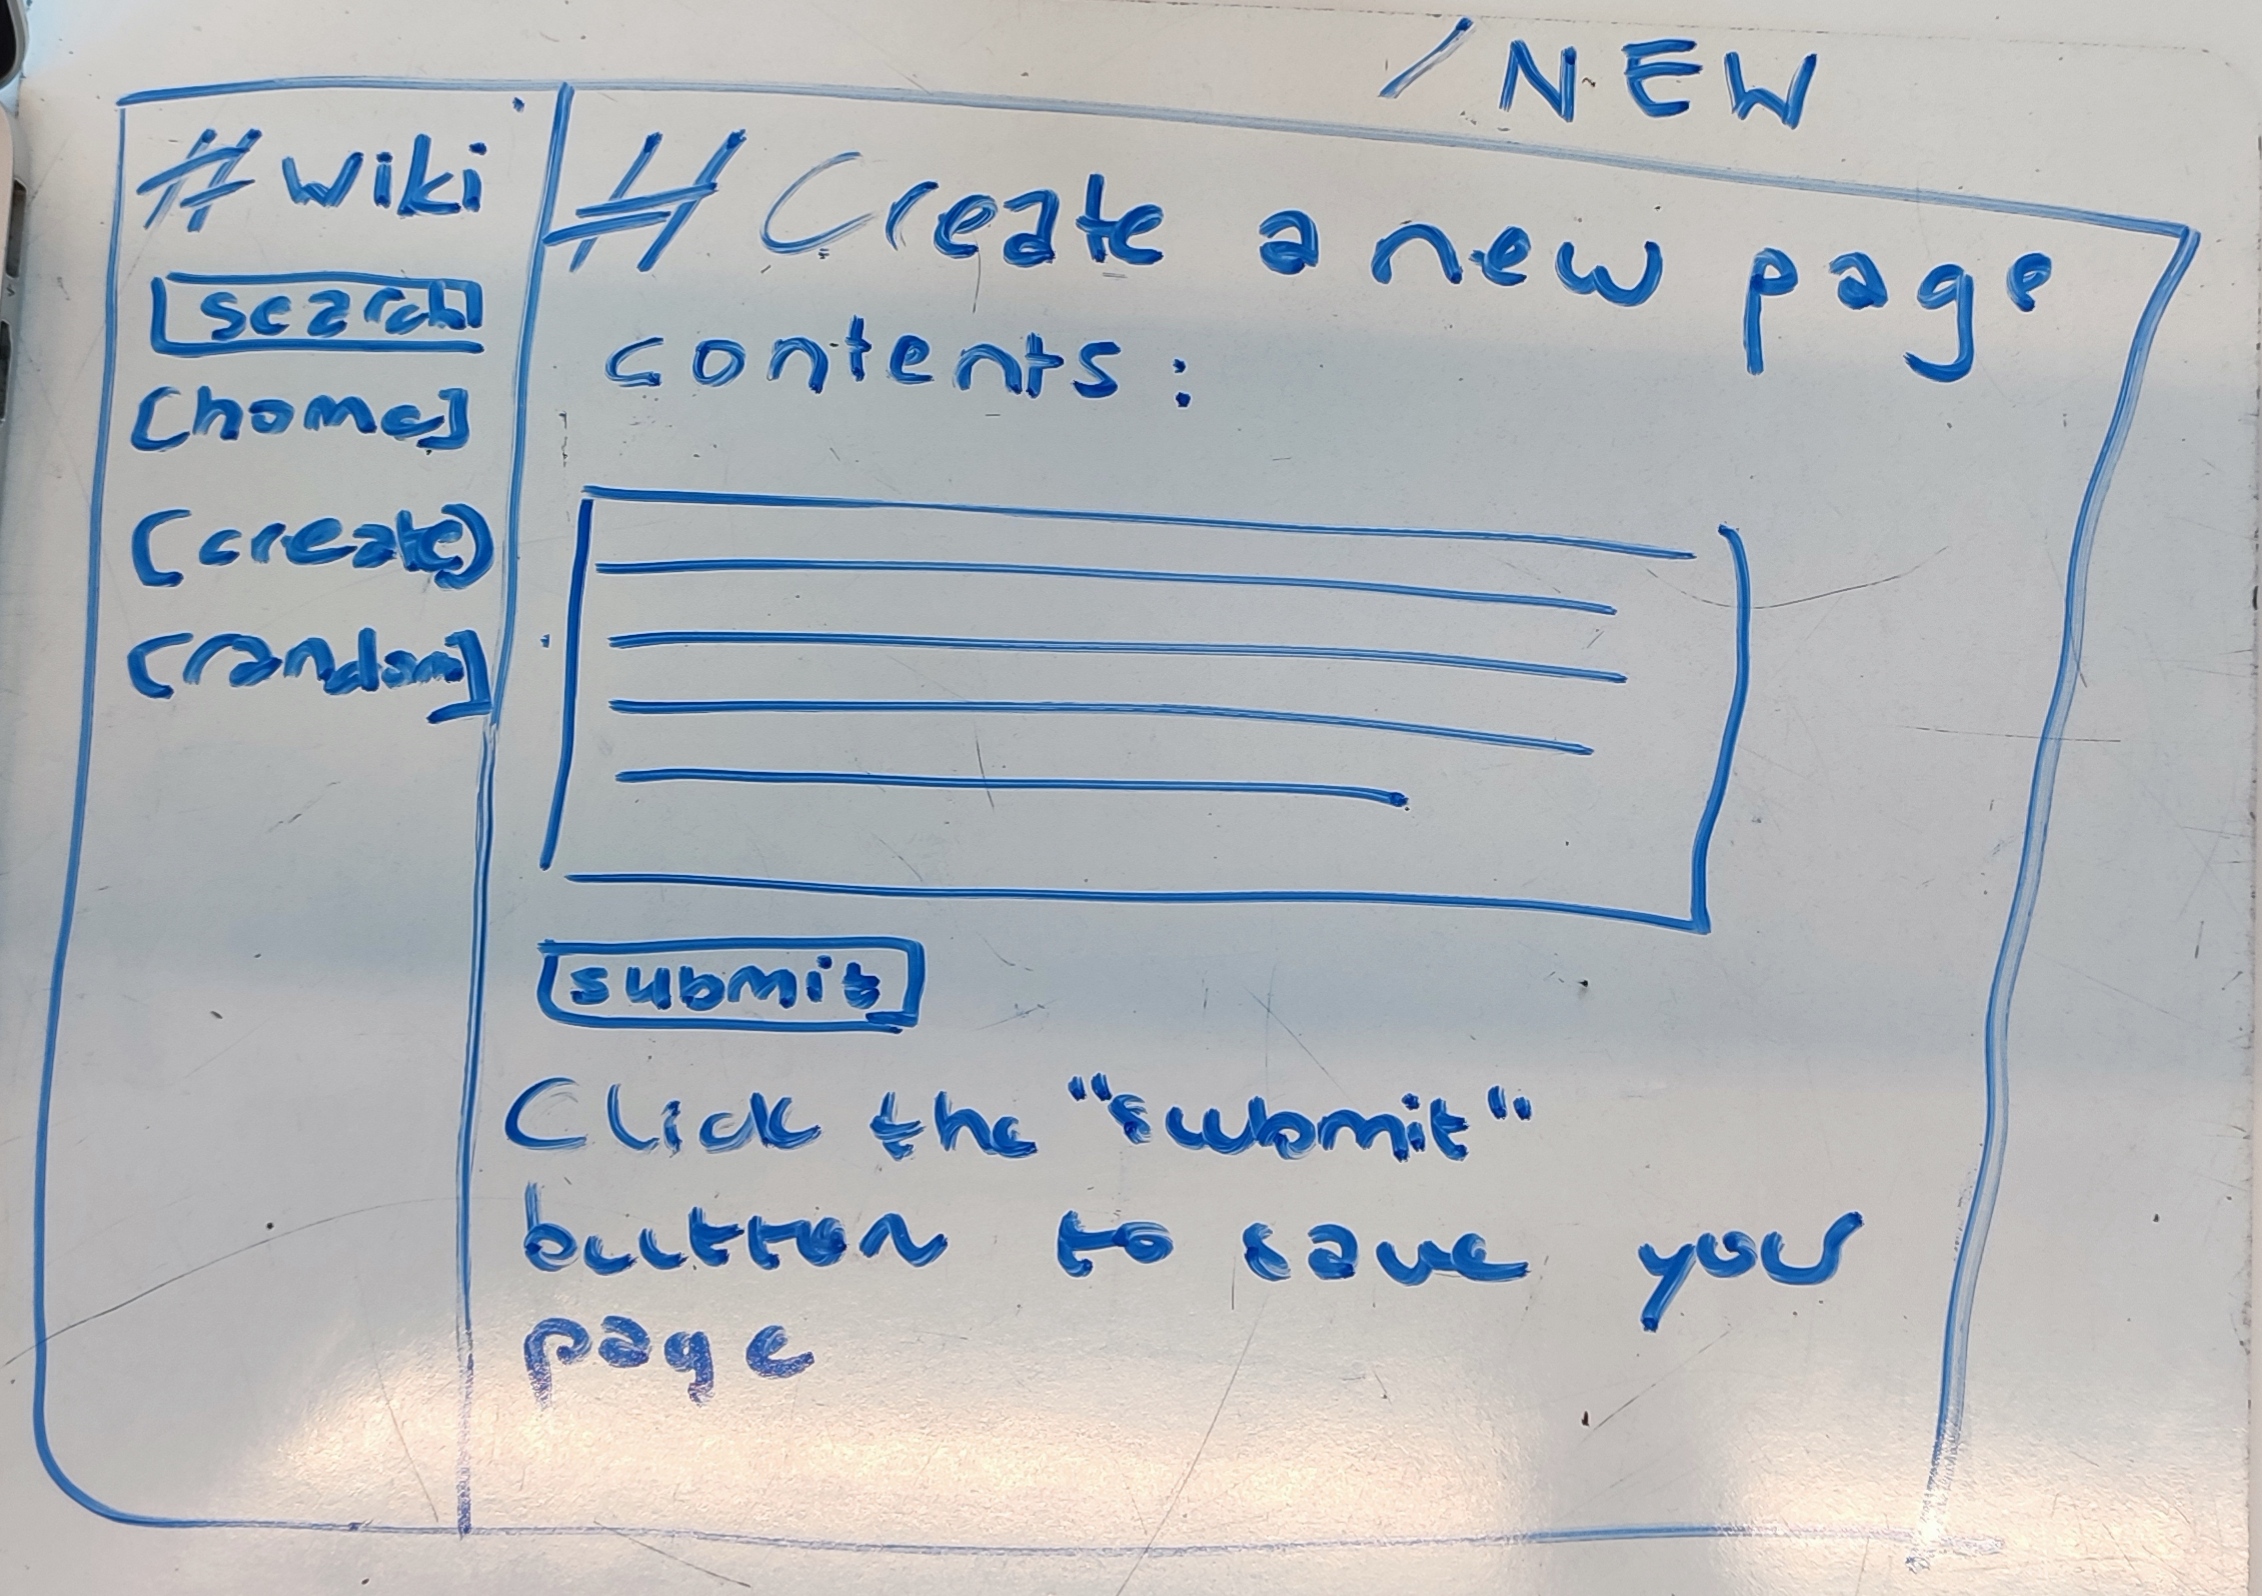 /NEW
# wiki
search
[home]
(create)
[random]
# Create a new page
contents:
submit
Click the "submit"
button to save your
page